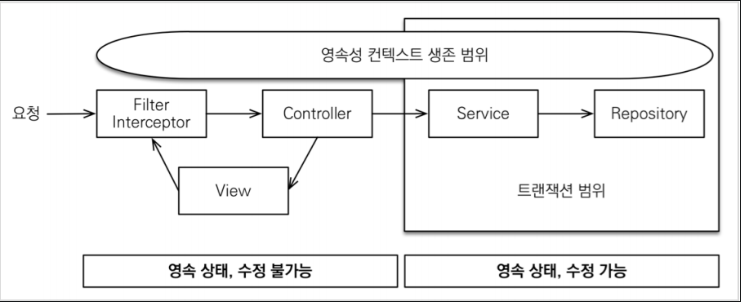 영속성 컨텍스트 생존 범위
요청
Filter
Interceptor
Controller
Service
Repository
View
트랜잭션 범위
영속 상태, 수정 불가능
영속 상태, 수정 가능